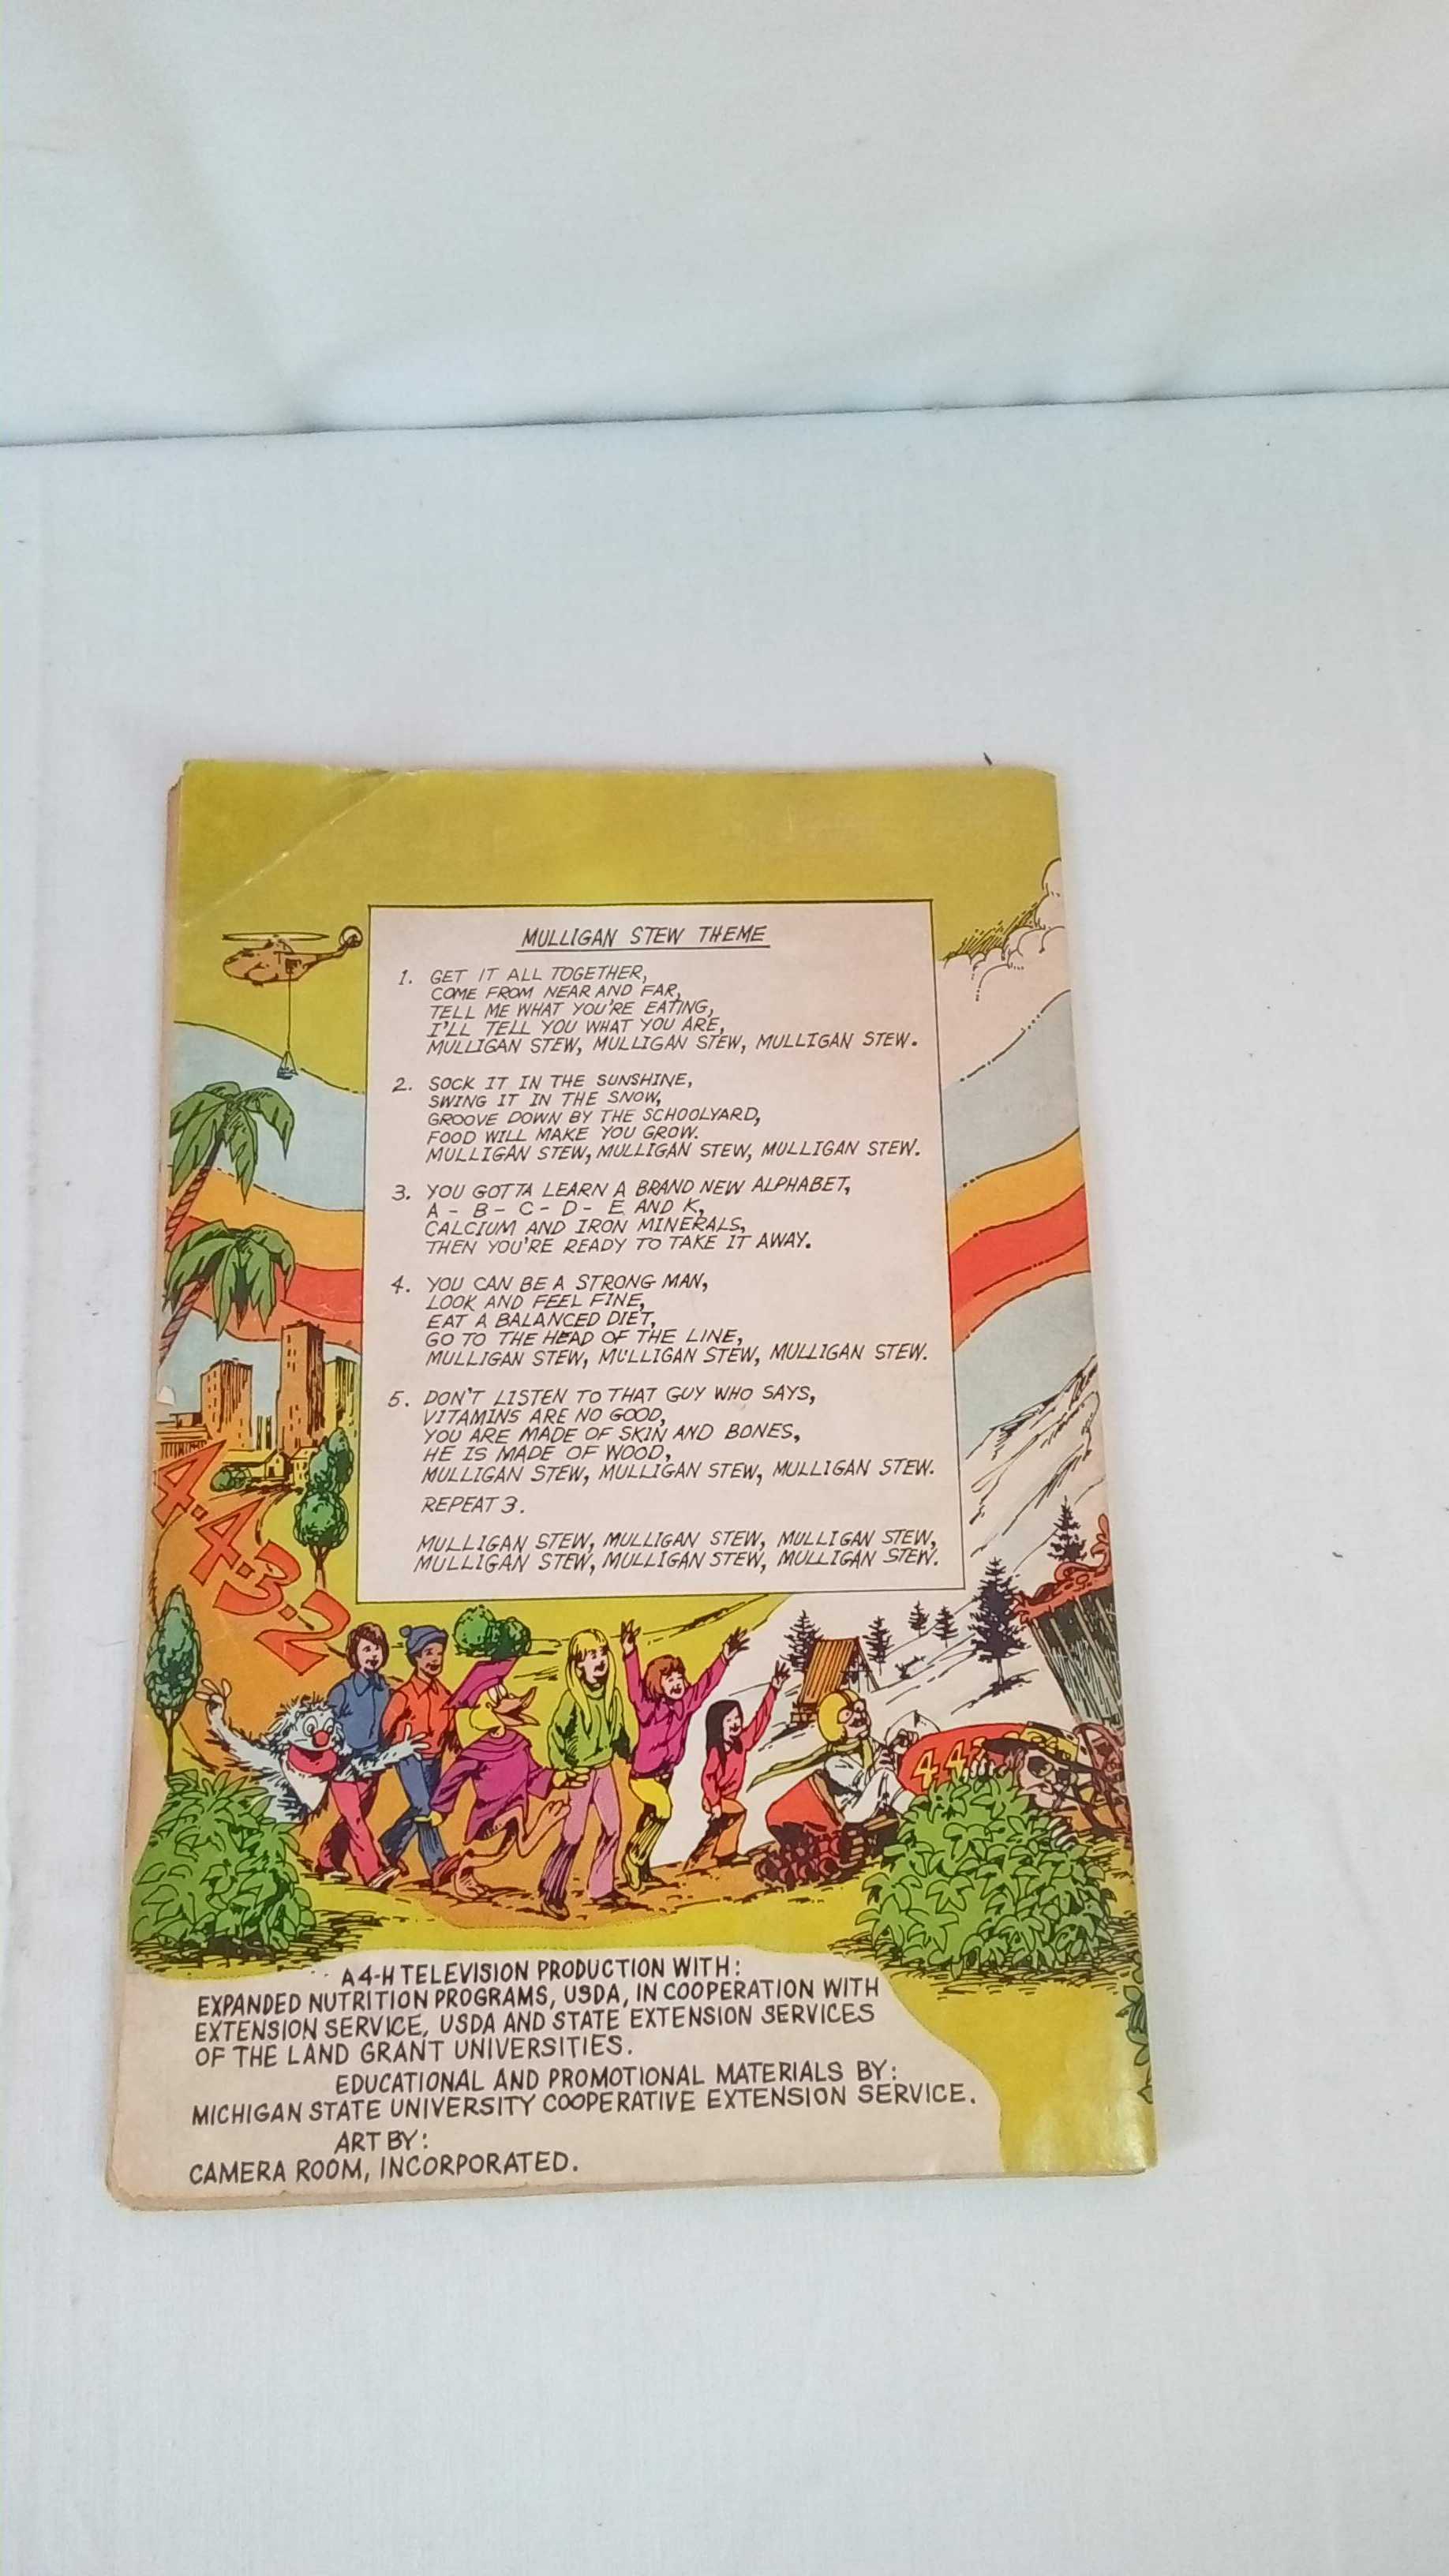 MULLIGAN STEW THEME
1. GET IT ALL TOGETHER,
COME FROM NEAR AND FAR,
TELL ME WHAT YOU'RE EATING,
I'LL TELL YOU WHAT YOU ARE,
MULLIGAN STEW, MULLIGAN STEW, MULLIGAN STEW.
2. SOCK IT IN THE SUNSHINE,
SWING IT IN THE SNOW,
GROOVE DOWN BY THE SCHOOLYARD,
FOOD WILL MAKE YOU GROW.
MULLIGAN STEW, MULLIGAN STEW, MULLIGAN STEW.
3. YOU GOTTA LEARN A BRAND NEW ALPHABET,
A - B - C - D - E AND K,
CALCIUM AND IRON MINERALS,
THEN YOU'RE READY TO TAKE IT AWAY.
4. YOU CAN BE A STRONG MAN,
LOOK AND FEEL FINE,
EAT A BALANCED DIET,
GO TO THE HEAD OF THE LINE,
MULLIGAN STEW, MULLIGAN STEW, MULLIGAN STEW.
5. DON'T LISTEN TO THAT GUY WHO SAYS,
VITAMINS ARE NO GOOD,
YOU ARE MADE OF SKIN AND BONES,
HE IS MADE OF WOOD,
MULLIGAN STEW, MULLIGAN STEW, MULLIGAN STEW.
REPEAT 3.
MULLIGAN STEW, MULLIGAN STEW, MULLIGAN STEW,
MULLIGAN STEW, MULLIGAN STEW, MULLIGAN STEW.
4·4·3·2
A 4-H TELEVISION PRODUCTION WITH:
EXPANDED NUTRITION PROGRAMS, USDA, IN COOPERATION WITH
EXTENSION SERVICE, USDA AND STATE EXTENSION SERVICES
OF THE LAND GRANT UNIVERSITIES.
EDUCATIONAL AND PROMOTIONAL MATERIALS BY:
MICHIGAN STATE UNIVERSITY COOPERATIVE EXTENSION SERVICE.
ART BY:
CAMERA ROOM, INCORPORATED.